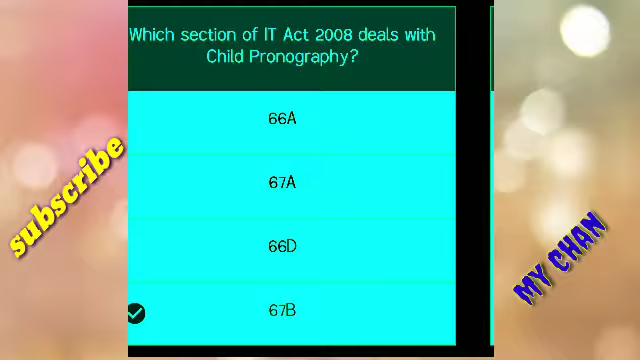 Which section of IT Act 2008 deals with
Child Pronography?
66A
67A
66D
67B
subscribe
MY CHAN